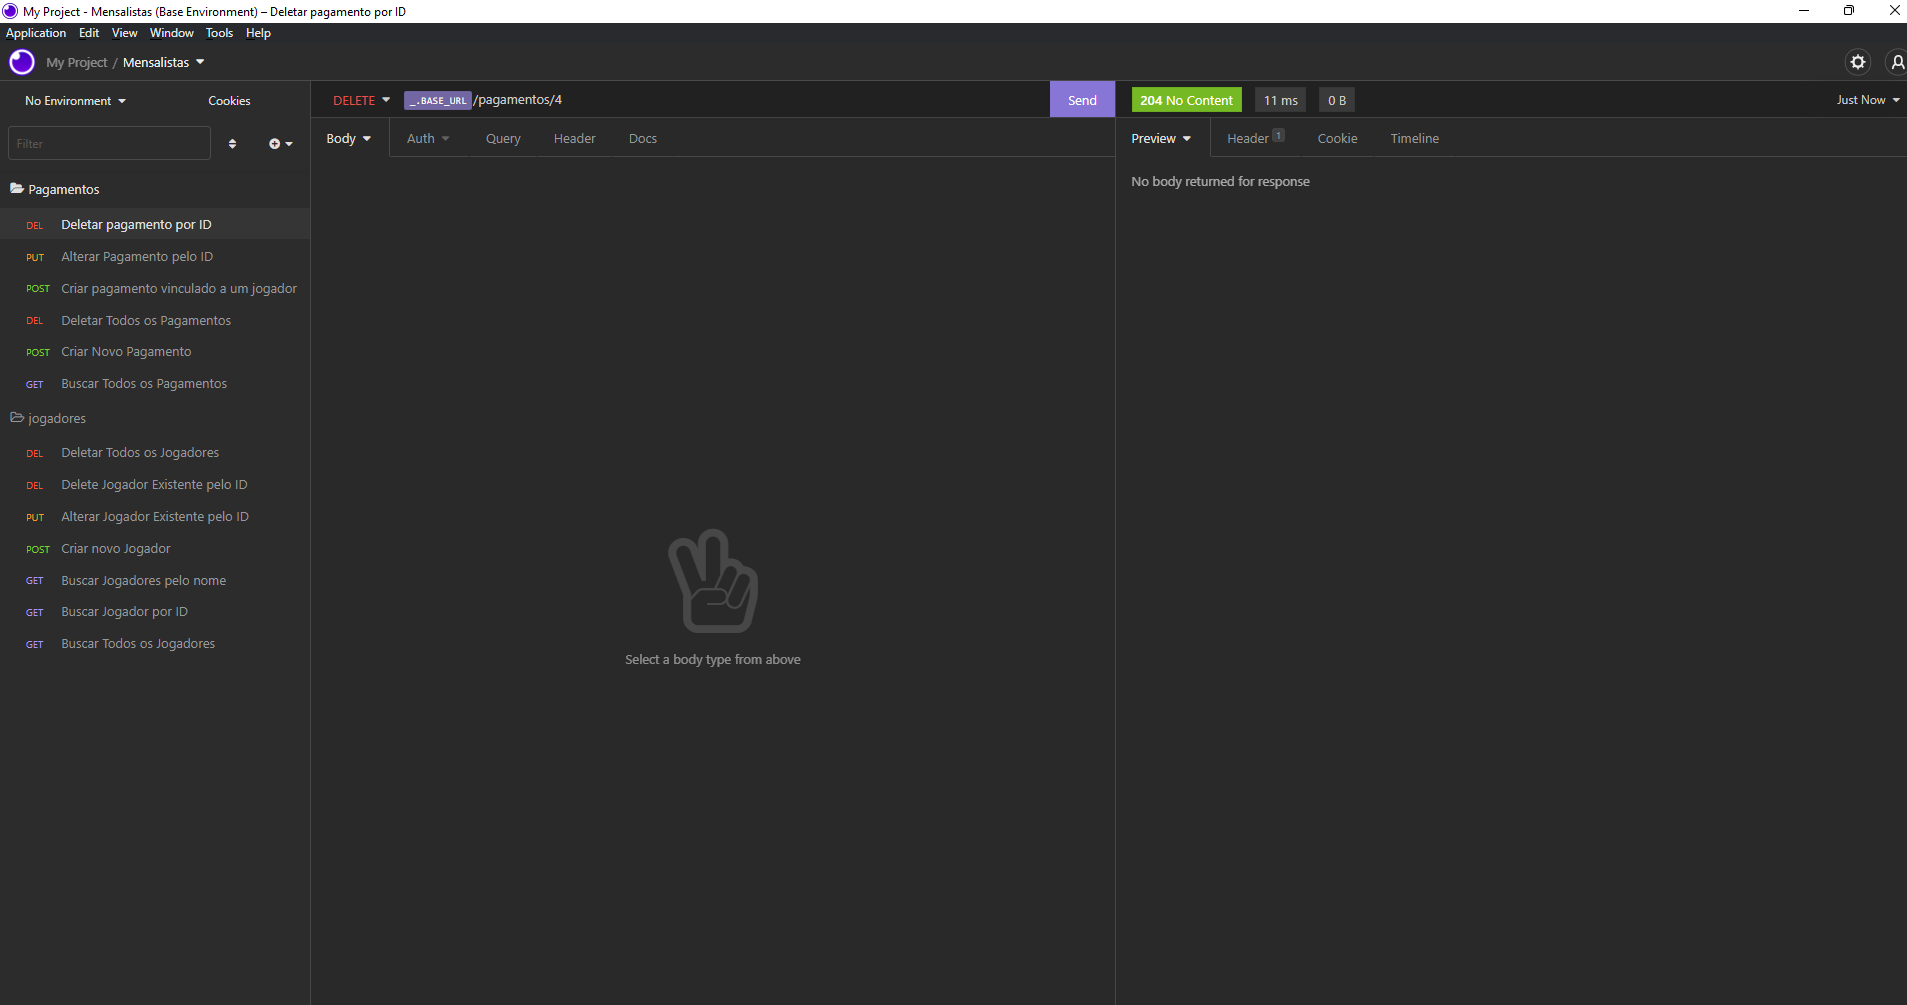 My Project - Mensalistas (Base Environment) – Deletar pagamento por ID
Application Edit View Window Tools Help
My Project / Mensalistas
No Environment Cookies
DELETE _.BASE_URL /pagamentos/4 Send
204 No Content 11 ms 0 B Just Now
Filter
Body Auth Query Header Docs
Preview Header 1 Cookie Timeline
No body returned for response
Pagamentos
DEL Deletar pagamento por ID
PUT Alterar Pagamento pelo ID
POST Criar pagamento vinculado a um jogador
DEL Deletar Todos os Pagamentos
POST Criar Novo Pagamento
GET Buscar Todos os Pagamentos
jogadores
DEL Deletar Todos os Jogadores
DEL Delete Jogador Existente pelo ID
PUT Alterar Jogador Existente pelo ID
POST Criar novo Jogador
GET Buscar Jogadores pelo nome
GET Buscar Jogador por ID
GET Buscar Todos os Jogadores
Select a body type from above